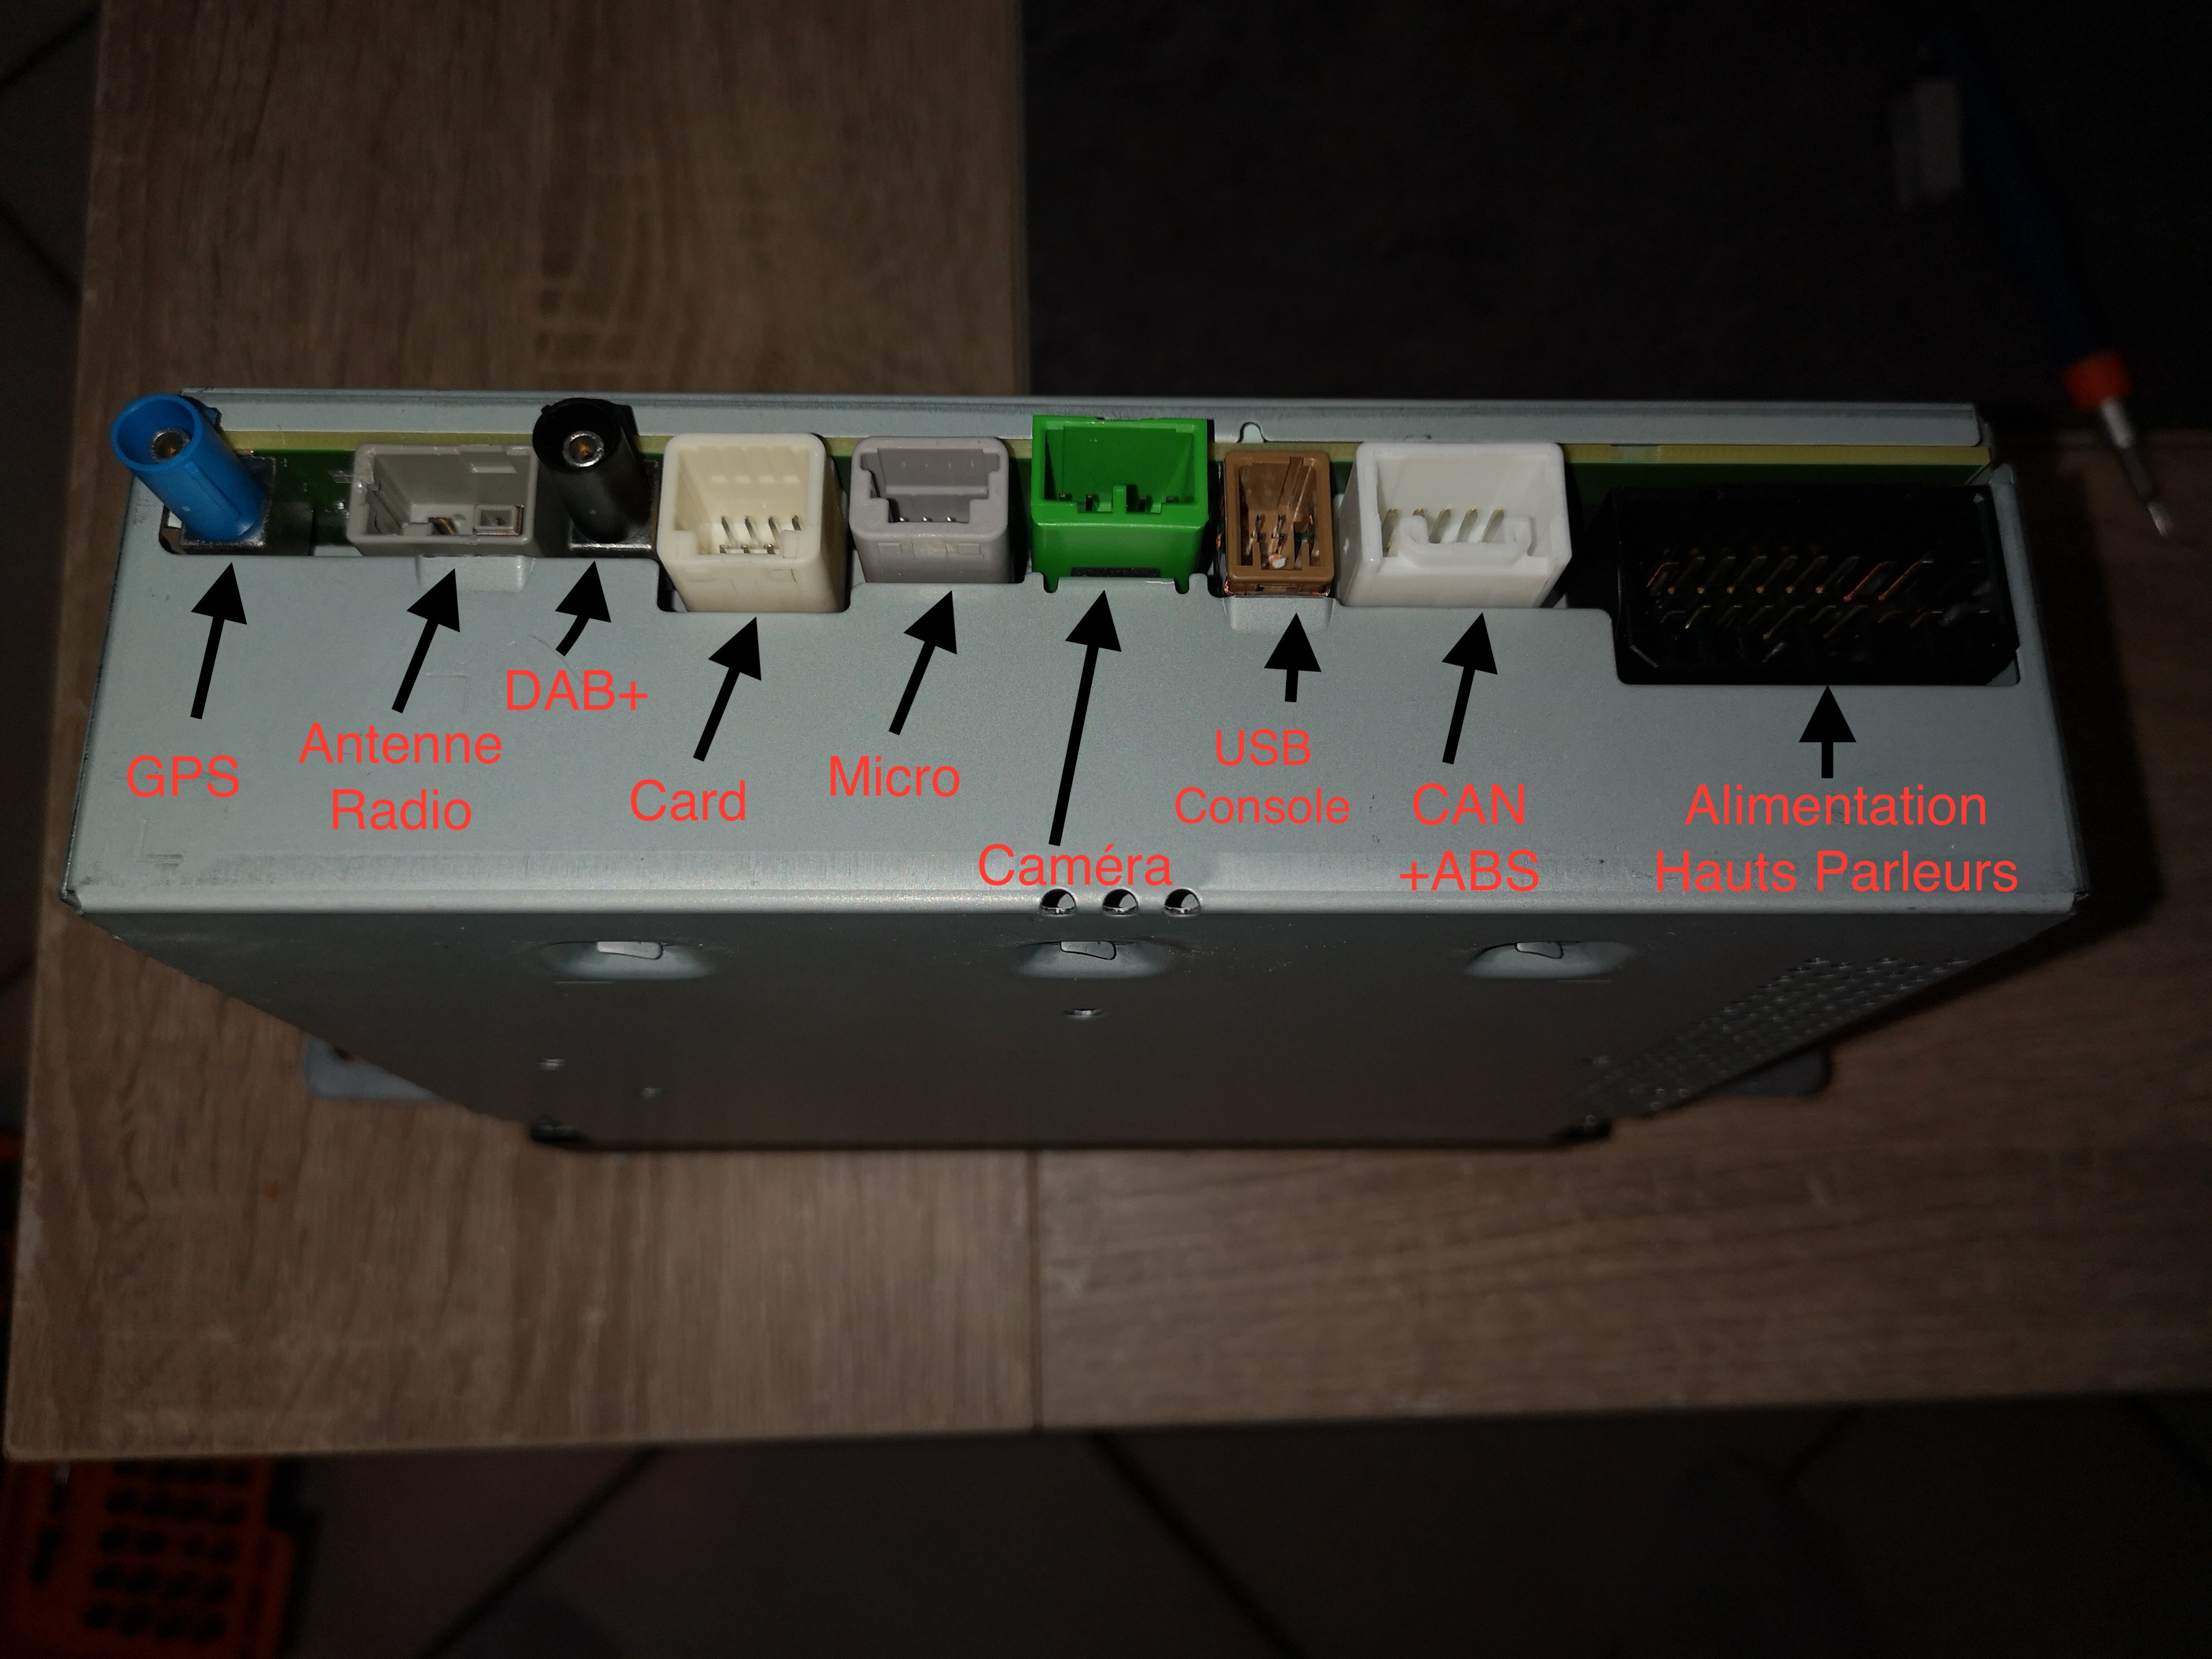 GPS
Antenne
Radio
DAB+
Card
Micro
Caméra
USB
Console
CAN
+ABS
Alimentation
Hauts Parleurs